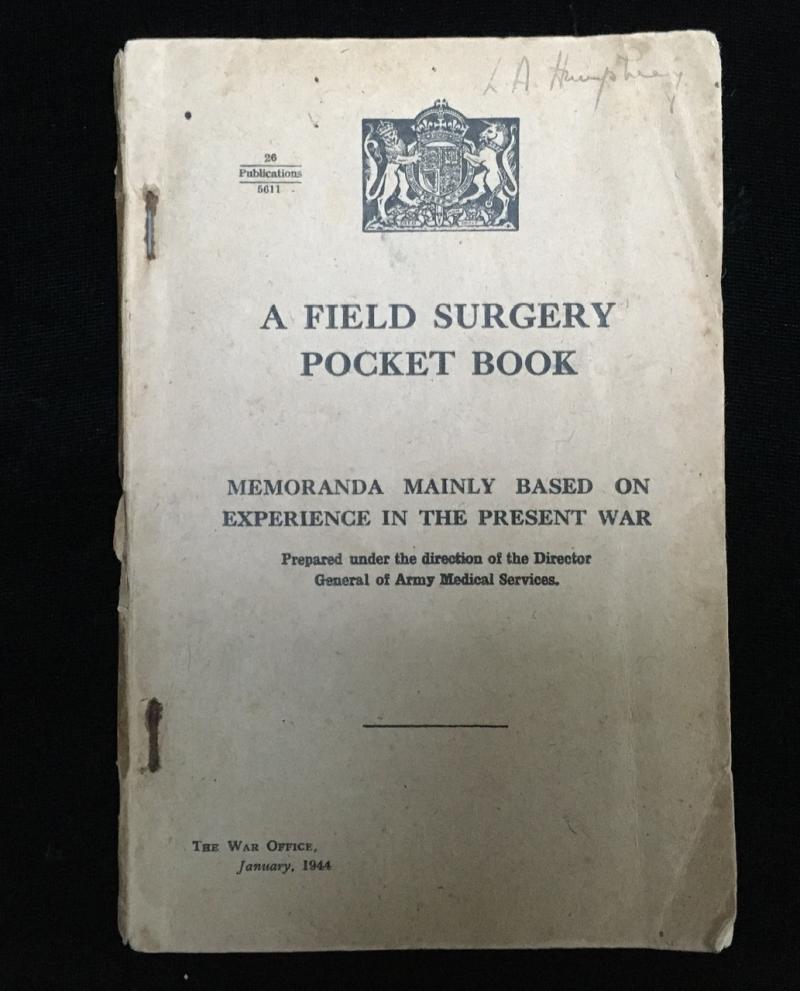 L A Humphrey
26
Publications
5611
A FIELD SURGERY
POCKET BOOK
MEMORANDA MAINLY BASED ON
EXPERIENCE IN THE PRESENT WAR
Prepared under the direction of the Director
General of Army Medical Services.
THE WAR OFFICE,
January, 1944